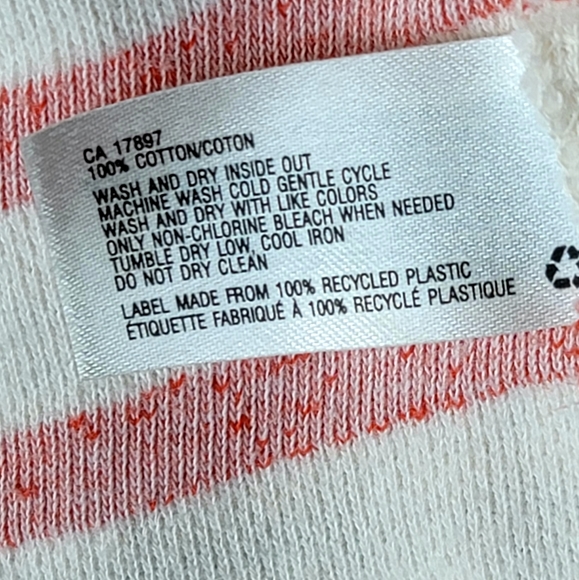 CA 17897
100% COTTON/COTON
WASH AND DRY INSIDE OUT
MACHINE WASH COLD GENTLE CYCLE
WASH AND DRY WITH LIKE COLORS
ONLY NON-CHLORINE BLEACH WHEN NEEDED
TUMBLE DRY LOW, COOL IRON
DO NOT DRY CLEAN
LABEL MADE FROM 100% RECYCLED PLASTIC
ÉTIQUETTE FABRIQUÉ À 100% RECYCLÉ PLASTIQUE